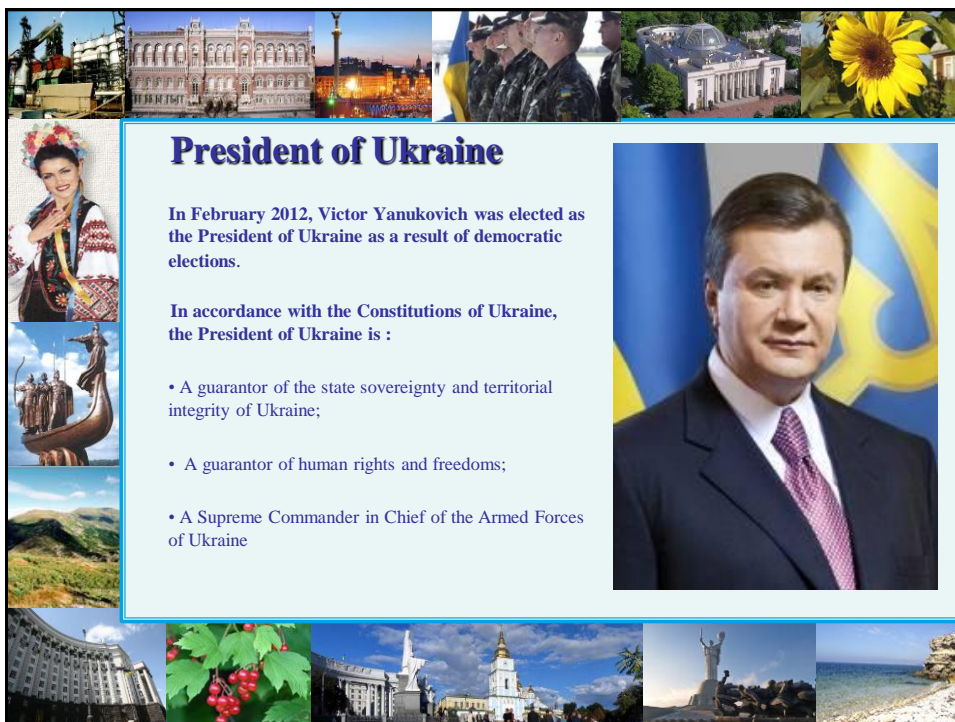 President of Ukraine
In February 2012, Victor Yanukovich was elected as
the President of Ukraine as a result of democratic
elections.
In accordance with the Constitutions of Ukraine,
the President of Ukraine is :
• A guarantor of the state sovereignty and territorial
integrity of Ukraine;
• A guarantor of human rights and freedoms;
• A Supreme Commander in Chief of the Armed Forces
of Ukraine